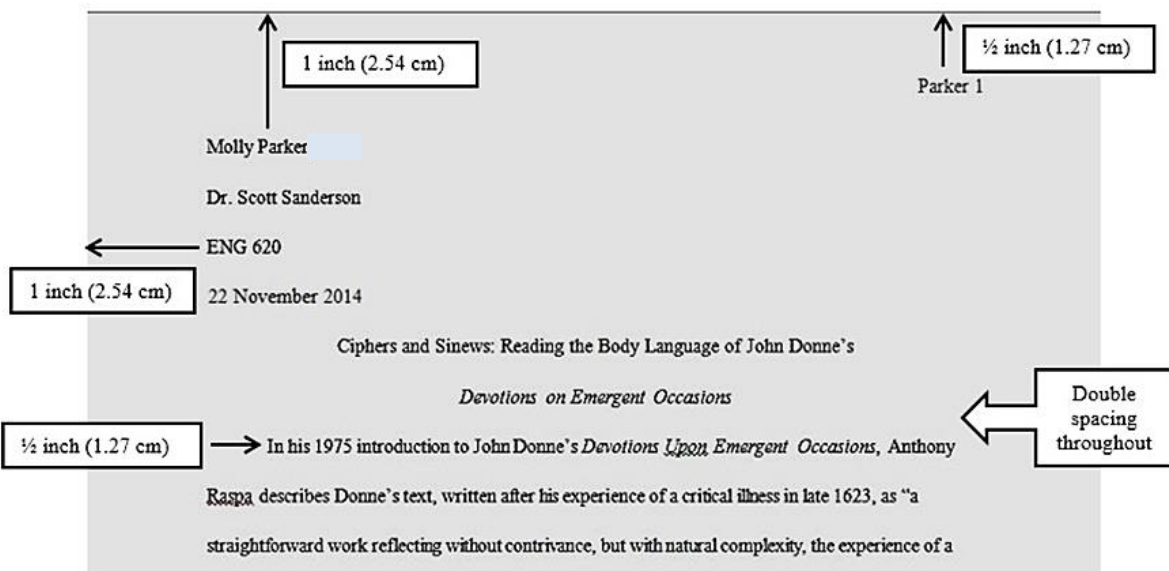 1 inch (2.54 cm)
½ inch (1.27 cm)
Parker 1
Molly Parker
Dr. Scott Sanderson
ENG 620
1 inch (2.54 cm)
22 November 2014
Ciphers and Sinews: Reading the Body Language of John Donne’s
Devotions on Emergent Occasions
Double
spacing
throughout
½ inch (1.27 cm)
In his 1975 introduction to John Donne’s Devotions Upon Emergent Occasions, Anthony
Raspa describes Donne’s text, written after his experience of a critical illness in late 1623, as “a
straightforward work reflecting without contrivance, but with natural complexity, the experience of a